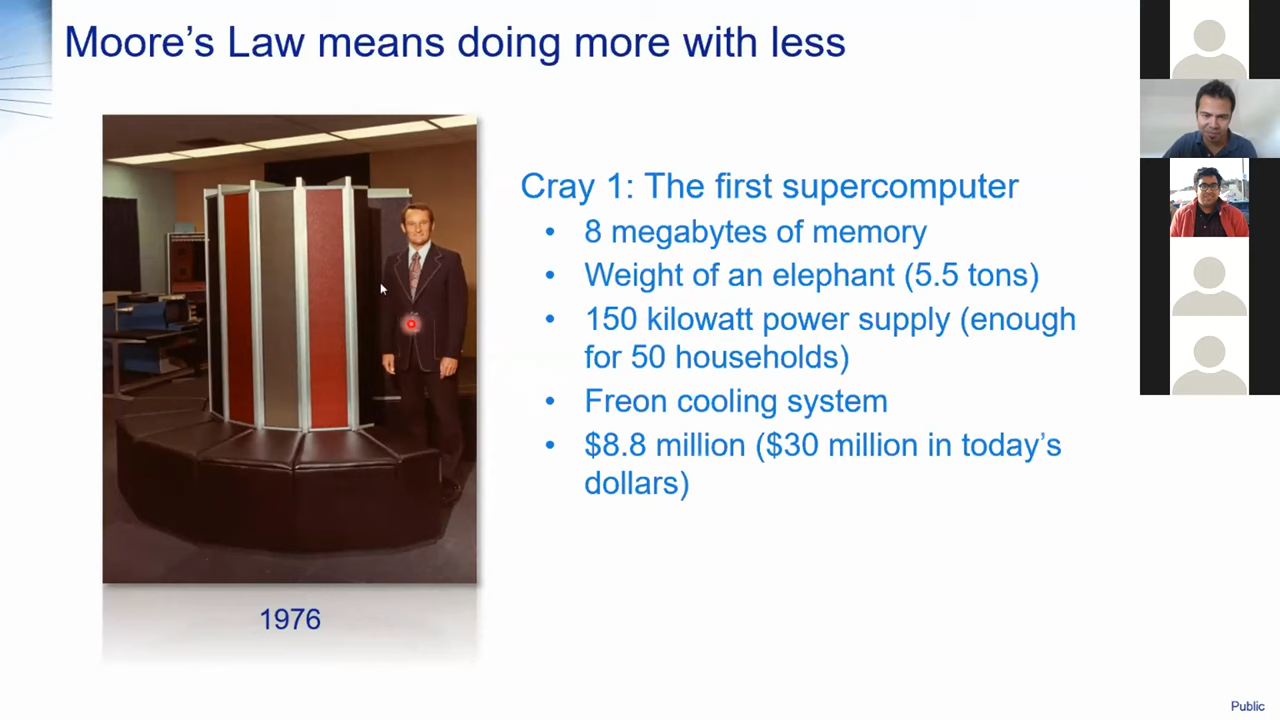 Moore's Law means doing more with less
Cray 1: The first supercomputer
• 8 megabytes of memory
• Weight of an elephant (5.5 tons)
• 150 kilowatt power supply (enough
for 50 households)
• Freon cooling system
• $8.8 million ($30 million in today's
dollars)
1976
Public